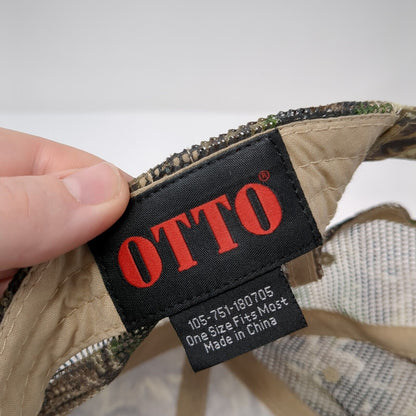 OTTO®
105-751-180705
One Size Fits Most
Made in China